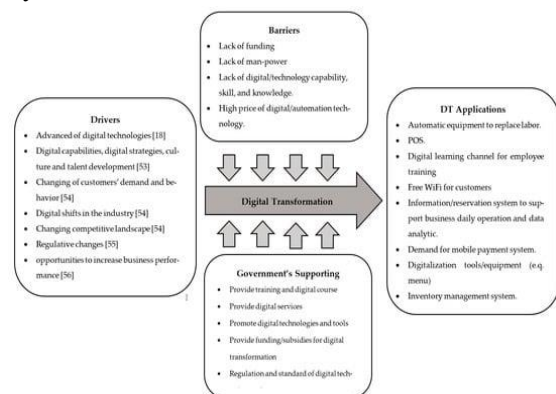 Barriers
• Lack of funding
• Lack of man-power
• Lack of digital/technology capability,
skill, and knowledge.
• High price of digital/automation tech-
nology.
Drivers
• Advanced of digital technologies [18]
• Digital capabilities, digital strategies, cul-
ture and talent development [53]
• Changing of customers' demand and be-
havior [54]
• Digital shifts in the industry [54]
• Changing competitive landscape [54]
• Regulative changes [55]
• opportunities to increase business perfor-
mance [56]
Digital Transformation
DT Applications
• Automatic equipment to replace labor.
• POS.
• Digital learning channel for employee
training
• Free WiFi for customers
• Information/reservation system to sup-
port business daily operation and data
analytic.
• Demand for mobile payment system.
• Digitalization tools/equipment (e.q.
menu)
• Inventory management system.
Government's Supporting
• Provide training and digital course
• Provide digital services
• Promote digital technologies and tools
• Provide funding/subsidies for digital
transformation
• Regulation and standard of digital tech-